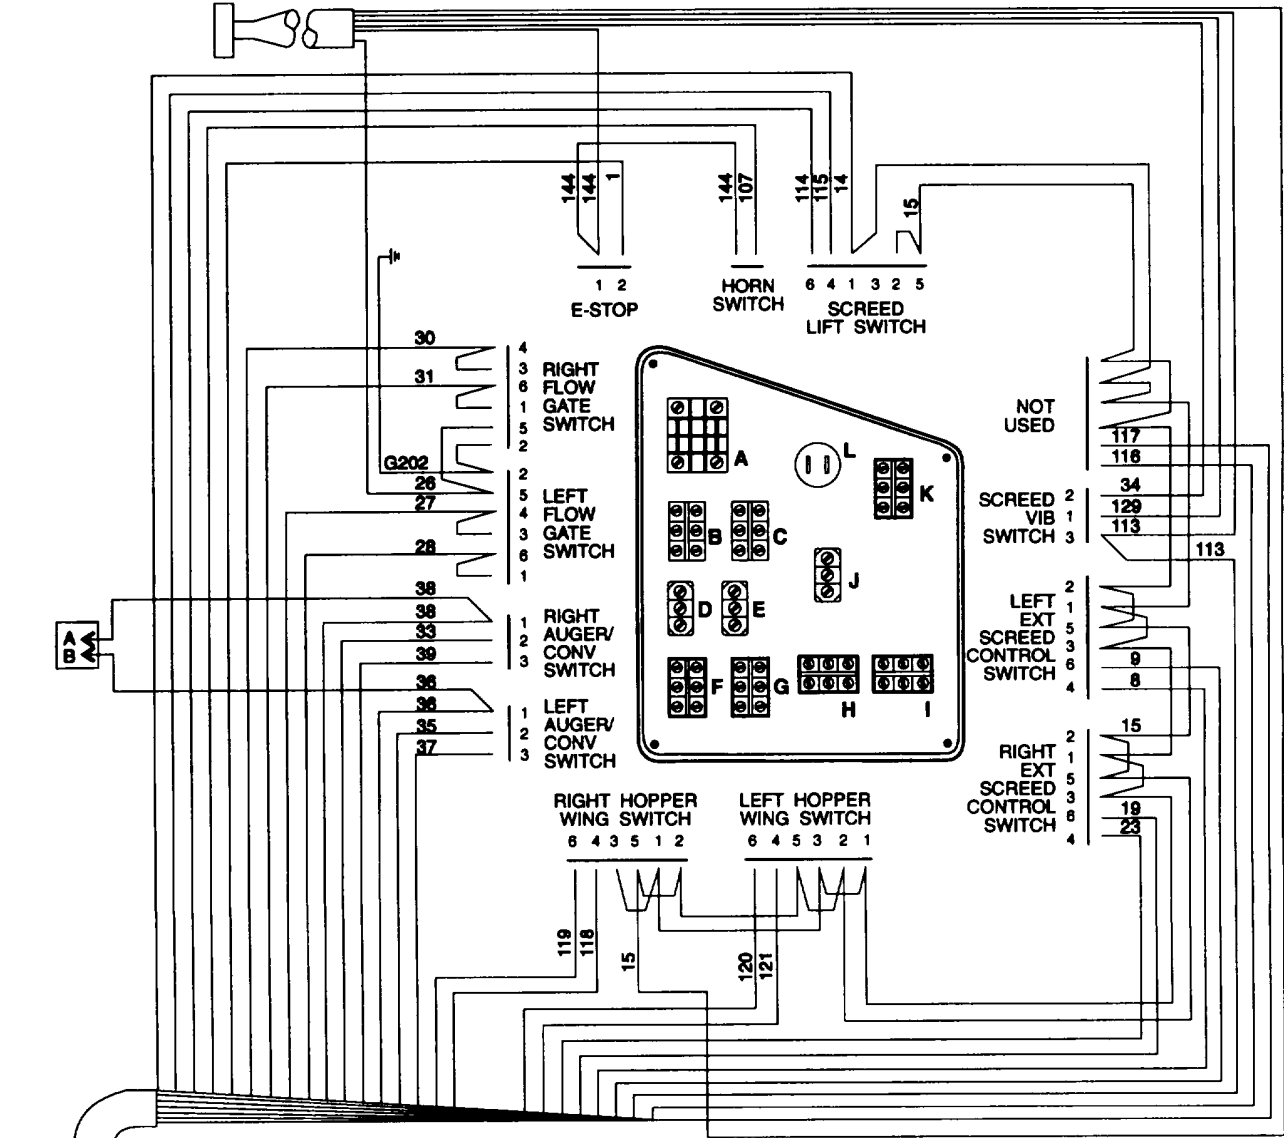 144
144
1
144
107
114
115
14
15
1 2
E-STOP
HORN
SWITCH
6 4 1 3 2 5
SCREED
LIFT SWITCH
30
31
G202
26
27
28
38
38
33
39
36
36
35
37
4
3 RIGHT
6 FLOW
1 GATE
5 SWITCH
2
2
5 LEFT
4 FLOW
3 GATE
6 SWITCH
1
1 RIGHT
2 AUGER/
CONV
3 SWITCH
1 LEFT
2 AUGER/
CONV
3 SWITCH
A
B
A
L
K
B
C
J
D
E
F
G
H
I
NOT
USED
117
116
SCREED 2
VIB 1
SWITCH 3
34
129
113
113
2
LEFT 1
EXT 5
SCREED 3
CONTROL 6
SWITCH 4
9
8
2
RIGHT 1
EXT 5
SCREED 3
CONTROL 6
SWITCH 4
15
19
23
RIGHT HOPPER
WING SWITCH
6 4 3 5 1 2
LEFT HOPPER
WING SWITCH
6 4 5 3 2 1
119
118
15
120
121